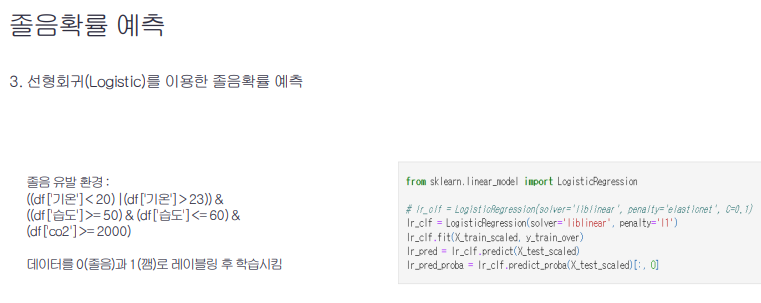 졸음확률 예측
3. 선형회귀(Logistic)를 이용한 졸음확률 예측
졸음 유발 환경 :
((df['기온'] < 20) | (df['기온'] > 23)) &
((df['습도'] >= 50) & (df['습도'] <= 60) &
(df['co2'] >= 2000)
데이터를 0(졸음)과 1(깸)로 레이블링 후 학습시킴
from sklearn.linear_model import LogisticRegression
# lr_clf = LogisticRegression(solver='liblinear', penalty='elasticnet', C=0.1)
lr_clf = LogisticRegression(solver='liblinear', penalty='l1')
lr_clf.fit(X_train_scaled, y_train_over)
lr_pred = lr_clf.predict(X_test_scaled)
lr_pred_proba = lr_clf.predict_proba(X_test_scaled)[:, 0]